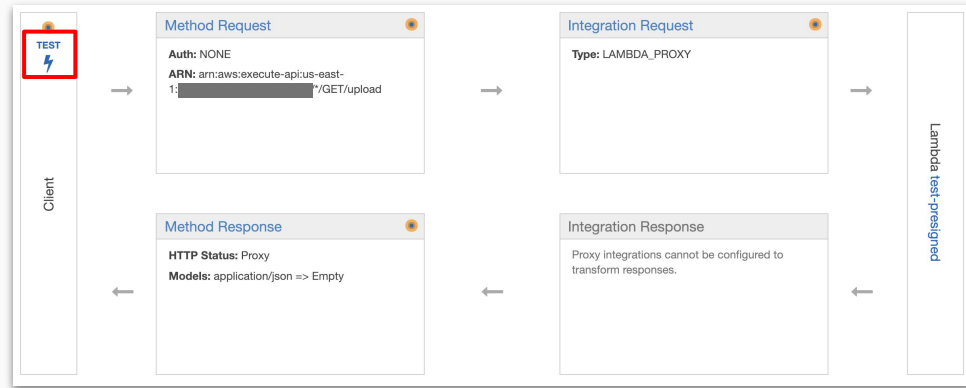 TEST
Client
Method Request
Auth: NONE
ARN: arn:aws:execute-api:us-east-
1: /*/GET/upload
Integration Request
Type: LAMBDA_PROXY
Lambda test-presigned
Method Response
HTTP Status: Proxy
Models: application/json => Empty
Integration Response
Proxy integrations cannot be configured to
transform responses.